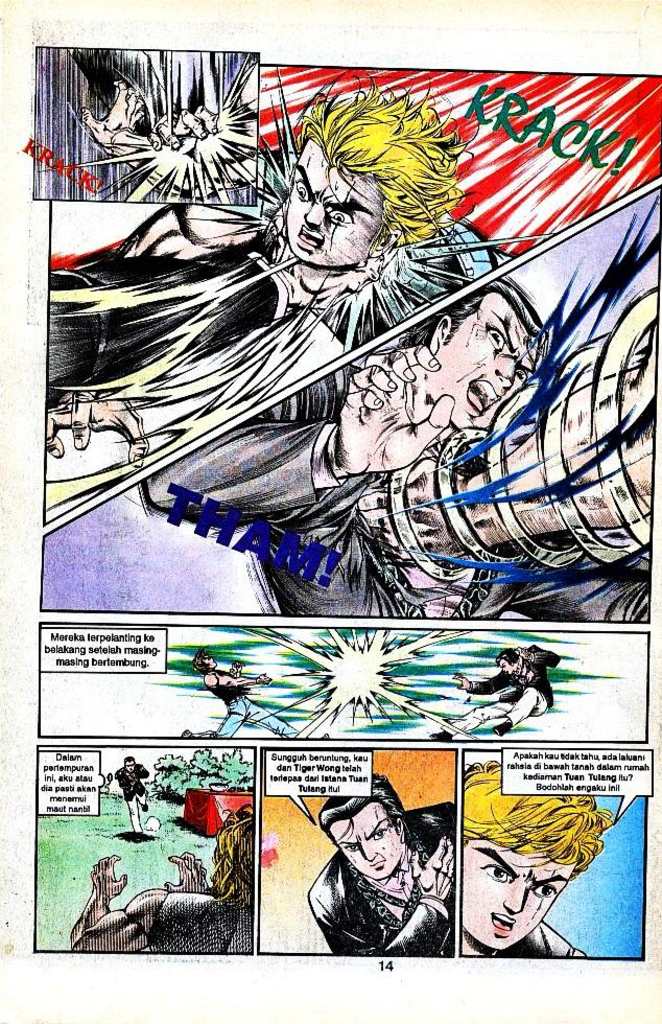 KRACK!
KRACK!
THAM!
Mereka terpelanting ke
belakang setelah masing-
masing bertembung.
Dalam
pertempuran
ini, aku atau
dia pasti akan
menemui
maut nanti!
Sungguh beruntung, kau
dan Tiger Wong telah
terlepas dari Istana Tuan
Tulang itu!
Apakah kau tidak tahu, ada laluan
rahsia di bawah tanah dalam rumah
kediaman Tuan Tulang itu?
Bodohlah engkau ini!
14